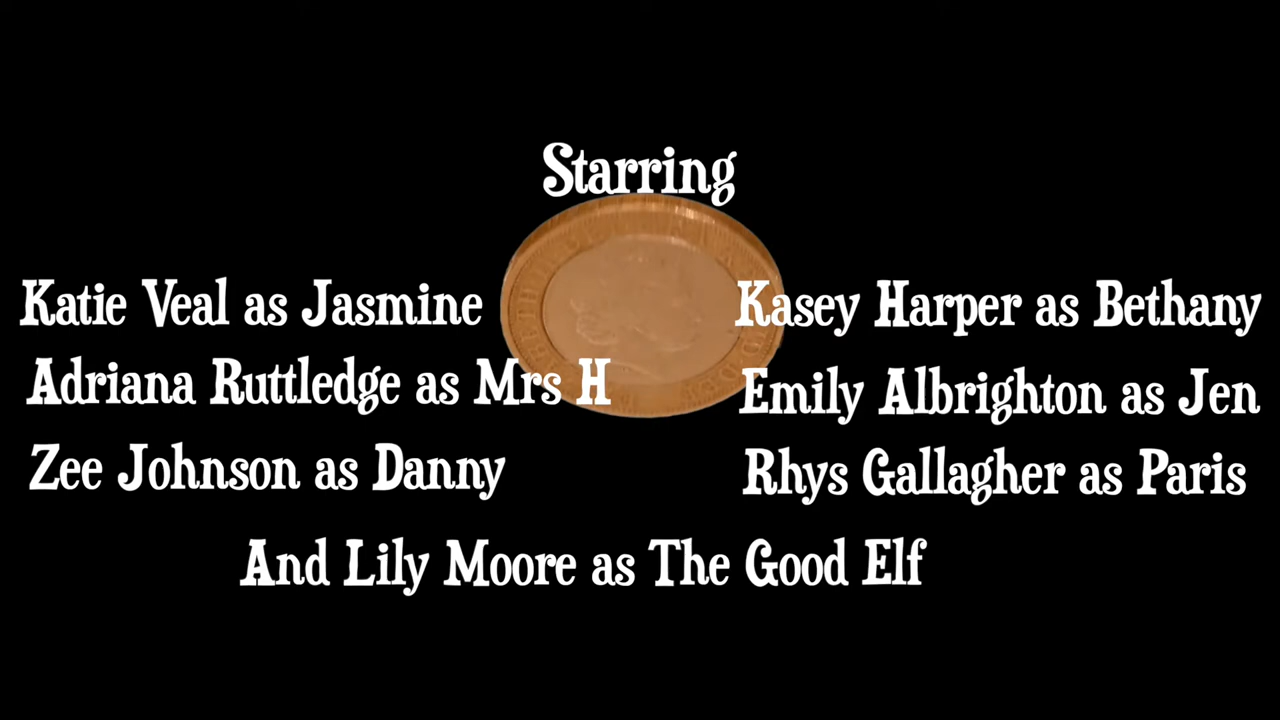 Starring
Katie Veal as Jasmine
Kasey Harper as Bethany
Adriana Ruttledge as Mrs H
Emily Albrighton as Jen
Zee Johnson as Danny
Rhys Gallagher as Paris
And Lily Moore as The Good Elf